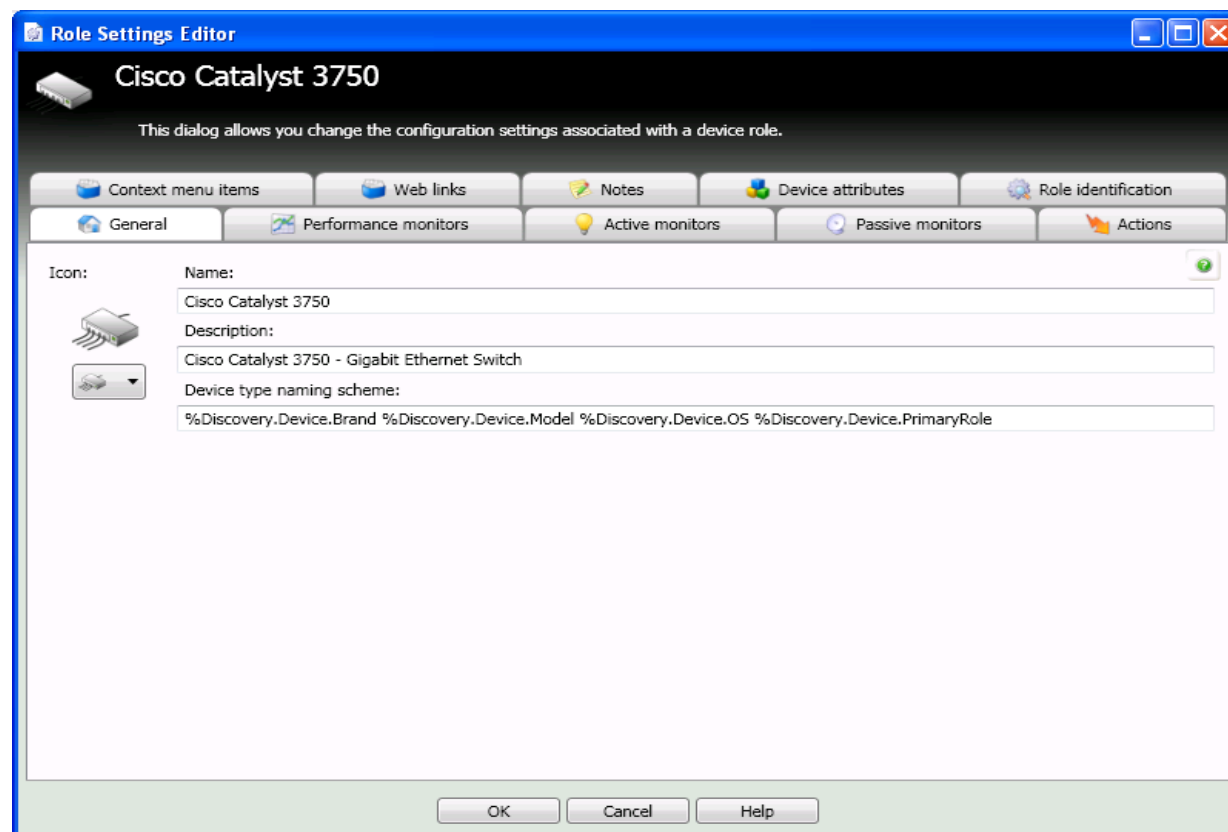 Role Settings Editor
Cisco Catalyst 3750
This dialog allows you change the configuration settings associated with a device role.
Context menu items Web links Notes Device attributes Role identification
General Performance monitors Active monitors Passive monitors Actions
Icon: Name:
Cisco Catalyst 3750
Description:
Cisco Catalyst 3750 - Gigabit Ethernet Switch
Device type naming scheme:
%Discovery.Device.Brand %Discovery.Device.Model %Discovery.Device.OS %Discovery.Device.PrimaryRole
OK Cancel Help